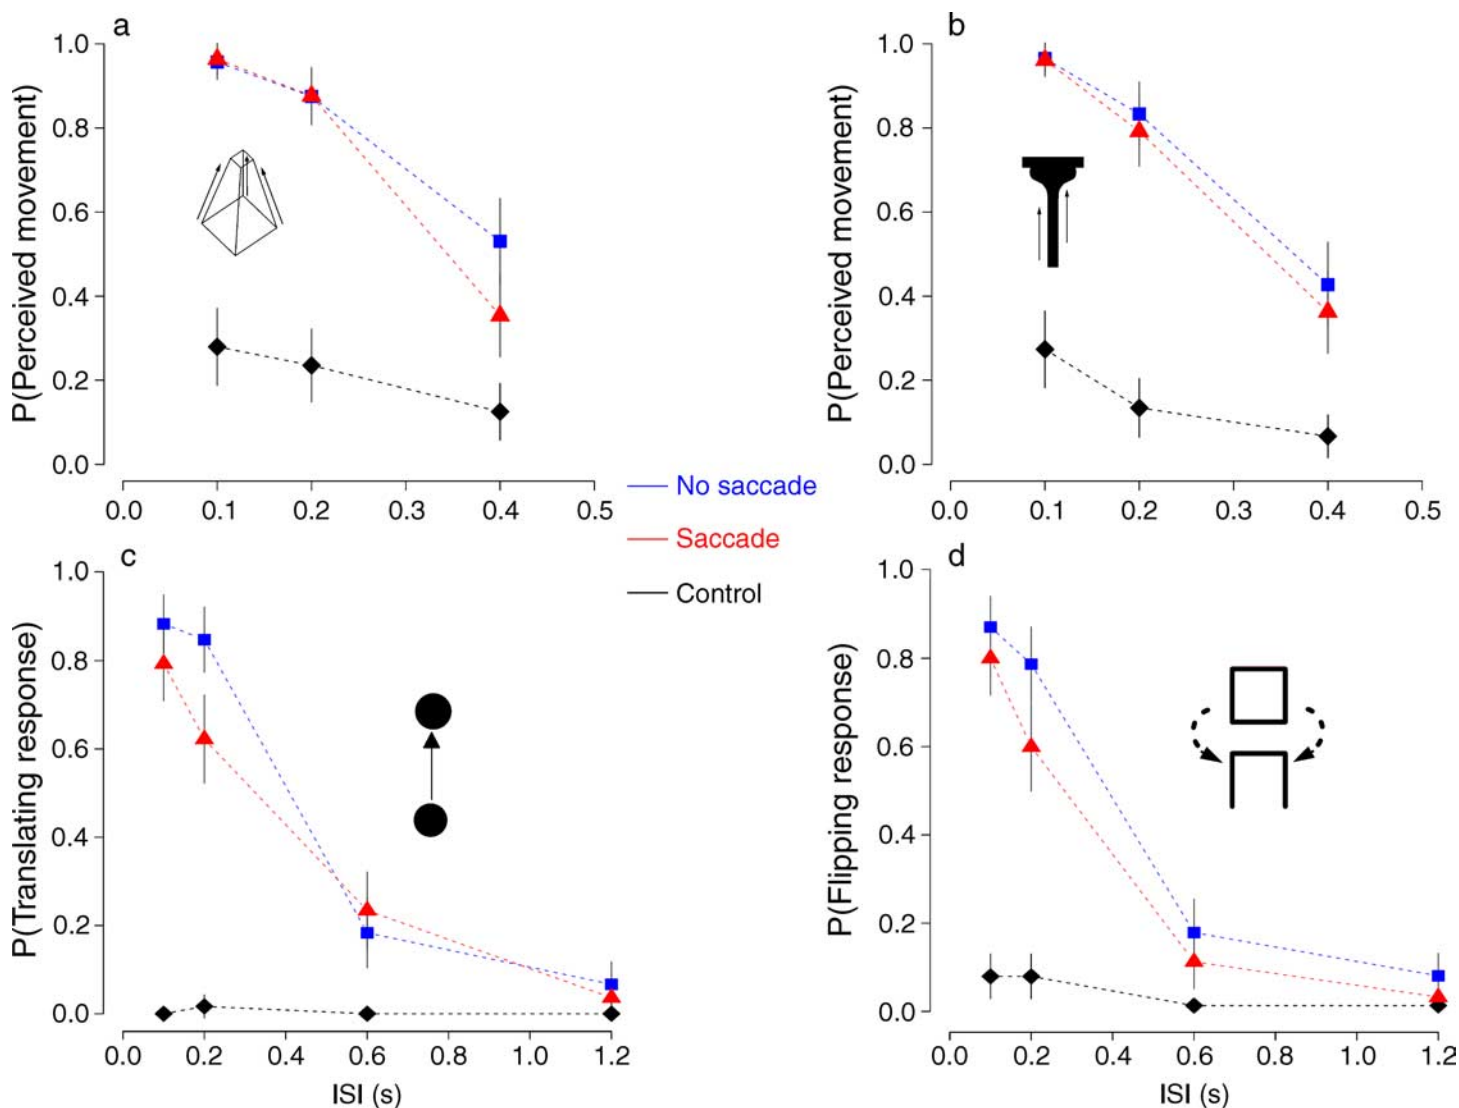 a
P(Perceived movement)
1.0
0.8
0.6
0.4
0.2
0.0
0.0 0.1 0.2 0.3 0.4 0.5
b
P(Perceived movement)
1.0
0.8
0.6
0.4
0.2
0.0
0.0 0.1 0.2 0.3 0.4 0.5
No saccade
Saccade
Control
c
P(Translating response)
1.0
0.8
0.6
0.4
0.2
0.0
0.0 0.2 0.4 0.6 0.8 1.0 1.2
ISI (s)
d
P(Flipping response)
1.0
0.8
0.6
0.4
0.2
0.0
0.0 0.2 0.4 0.6 0.8 1.0 1.2
ISI (s)